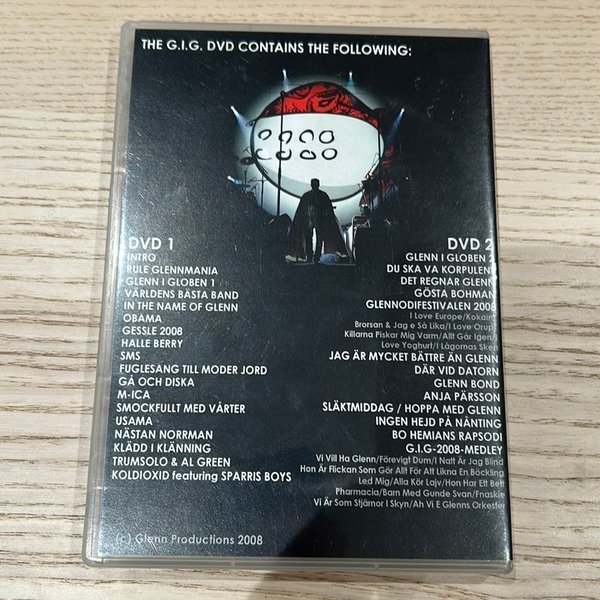 THE G.I.G. DVD CONTAINS THE FOLLOWING:
DVD 1
INTRO
RULE GLENNMANIA
GLENN I GLOBEN 1
VÄRLDENS BÄSTA BAND
IN THE NAME OF GLENN
OBAMA
GESSLE 2008
HALLE BERRY
SMS
FUGLESANG TILL MODER JORD
GÅ OCH DISKA
M-ICA
SMOCKFULLT MED VÅRTER
USAMA
NÄSTAN NORRMAN
KLÄDD I KLÄNNING
TRUMSOLO & AL GREEN
KOLDIOXID featuring SPARRIS BOYS
DVD 2
GLENN I GLOBEN 2
DU SKA VA KORPULENT
DET REGNAR GLENN
GÖSTA BOHMAN
GLENNODIFESTIVALEN 2008
I Love Europe/Kokain/
Brorsan & Jag e Så Lika/I Love Orup/
Killarna Piskar Mig Varm/Allt Går Igen/
Love Yoghurt/I Lågornas Sken
JAG ÄR MYCKET BÄTTRE ÄN GLENN
DÄR VID DATORN
GLENN BOND
ANJA PÄRSSON
SLÄKTMIDDAG / HOPPA MED GLENN
INGEN HEJD PÅ NÅNTING
BO HEMIANS RAPSODI
G.I.G-2008-MEDLEY
Vi Vill Ha Glenn/Förevigt Dum/I Natt Är Jag Blind
Hon Är Flickan Som Gör Allt För Att Likna En Böckling
Led Mig/Alla Kör Lajv/Hon Har Ett Bett
Pharmacia/Barn Med Gunde Svan/Fnaskie
Vi Är Som Stjärnor I Skyn/Ah Vi E Glenns Orkester
(c) Glenn Productions 2008